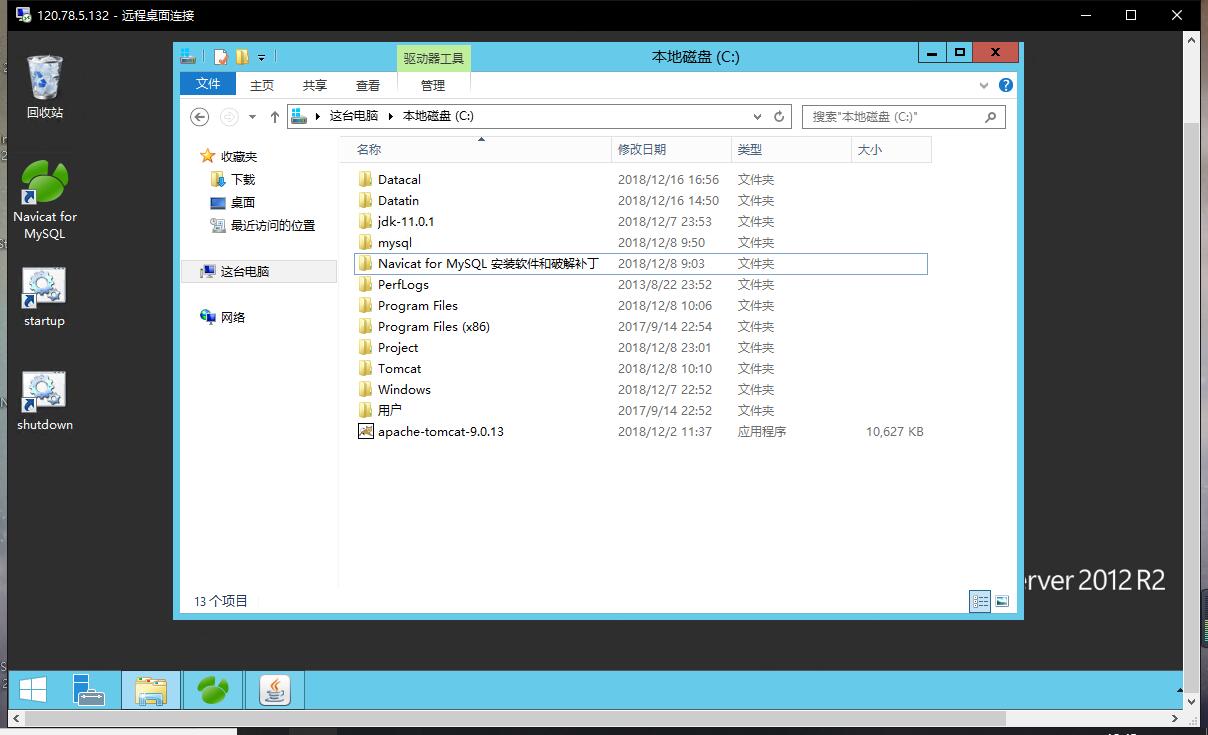 120.78.5.132 - 远程桌面连接
回收站
Navicat for
MySQL
startup
shutdown
驱动器工具
本地磁盘 (C:)
文件 主页 共享 查看 管理
这台电脑 本地磁盘 (C:) 搜索"本地磁盘 (C:)"
收藏夹
下载
桌面
最近访问的位置
这台电脑
网络
名称 修改日期 类型 大小
Datacal 2018/12/16 16:56 文件夹
Datatin 2018/12/16 14:50 文件夹
jdk-11.0.1 2018/12/7 23:53 文件夹
mysql 2018/12/8 9:50 文件夹
Navicat for MySQL 安装软件和破解补丁 2018/12/8 9:03 文件夹
PerfLogs 2013/8/22 23:52 文件夹
Program Files 2018/12/8 10:06 文件夹
Program Files (x86) 2017/9/14 22:54 文件夹
Project 2018/12/8 23:01 文件夹
Tomcat 2018/12/8 10:10 文件夹
Windows 2018/12/7 22:52 文件夹
用户 2017/9/14 22:52 文件夹
apache-tomcat-9.0.13 2018/12/2 11:37 应用程序 10,627 KB
13 个项目
erver 2012 R2